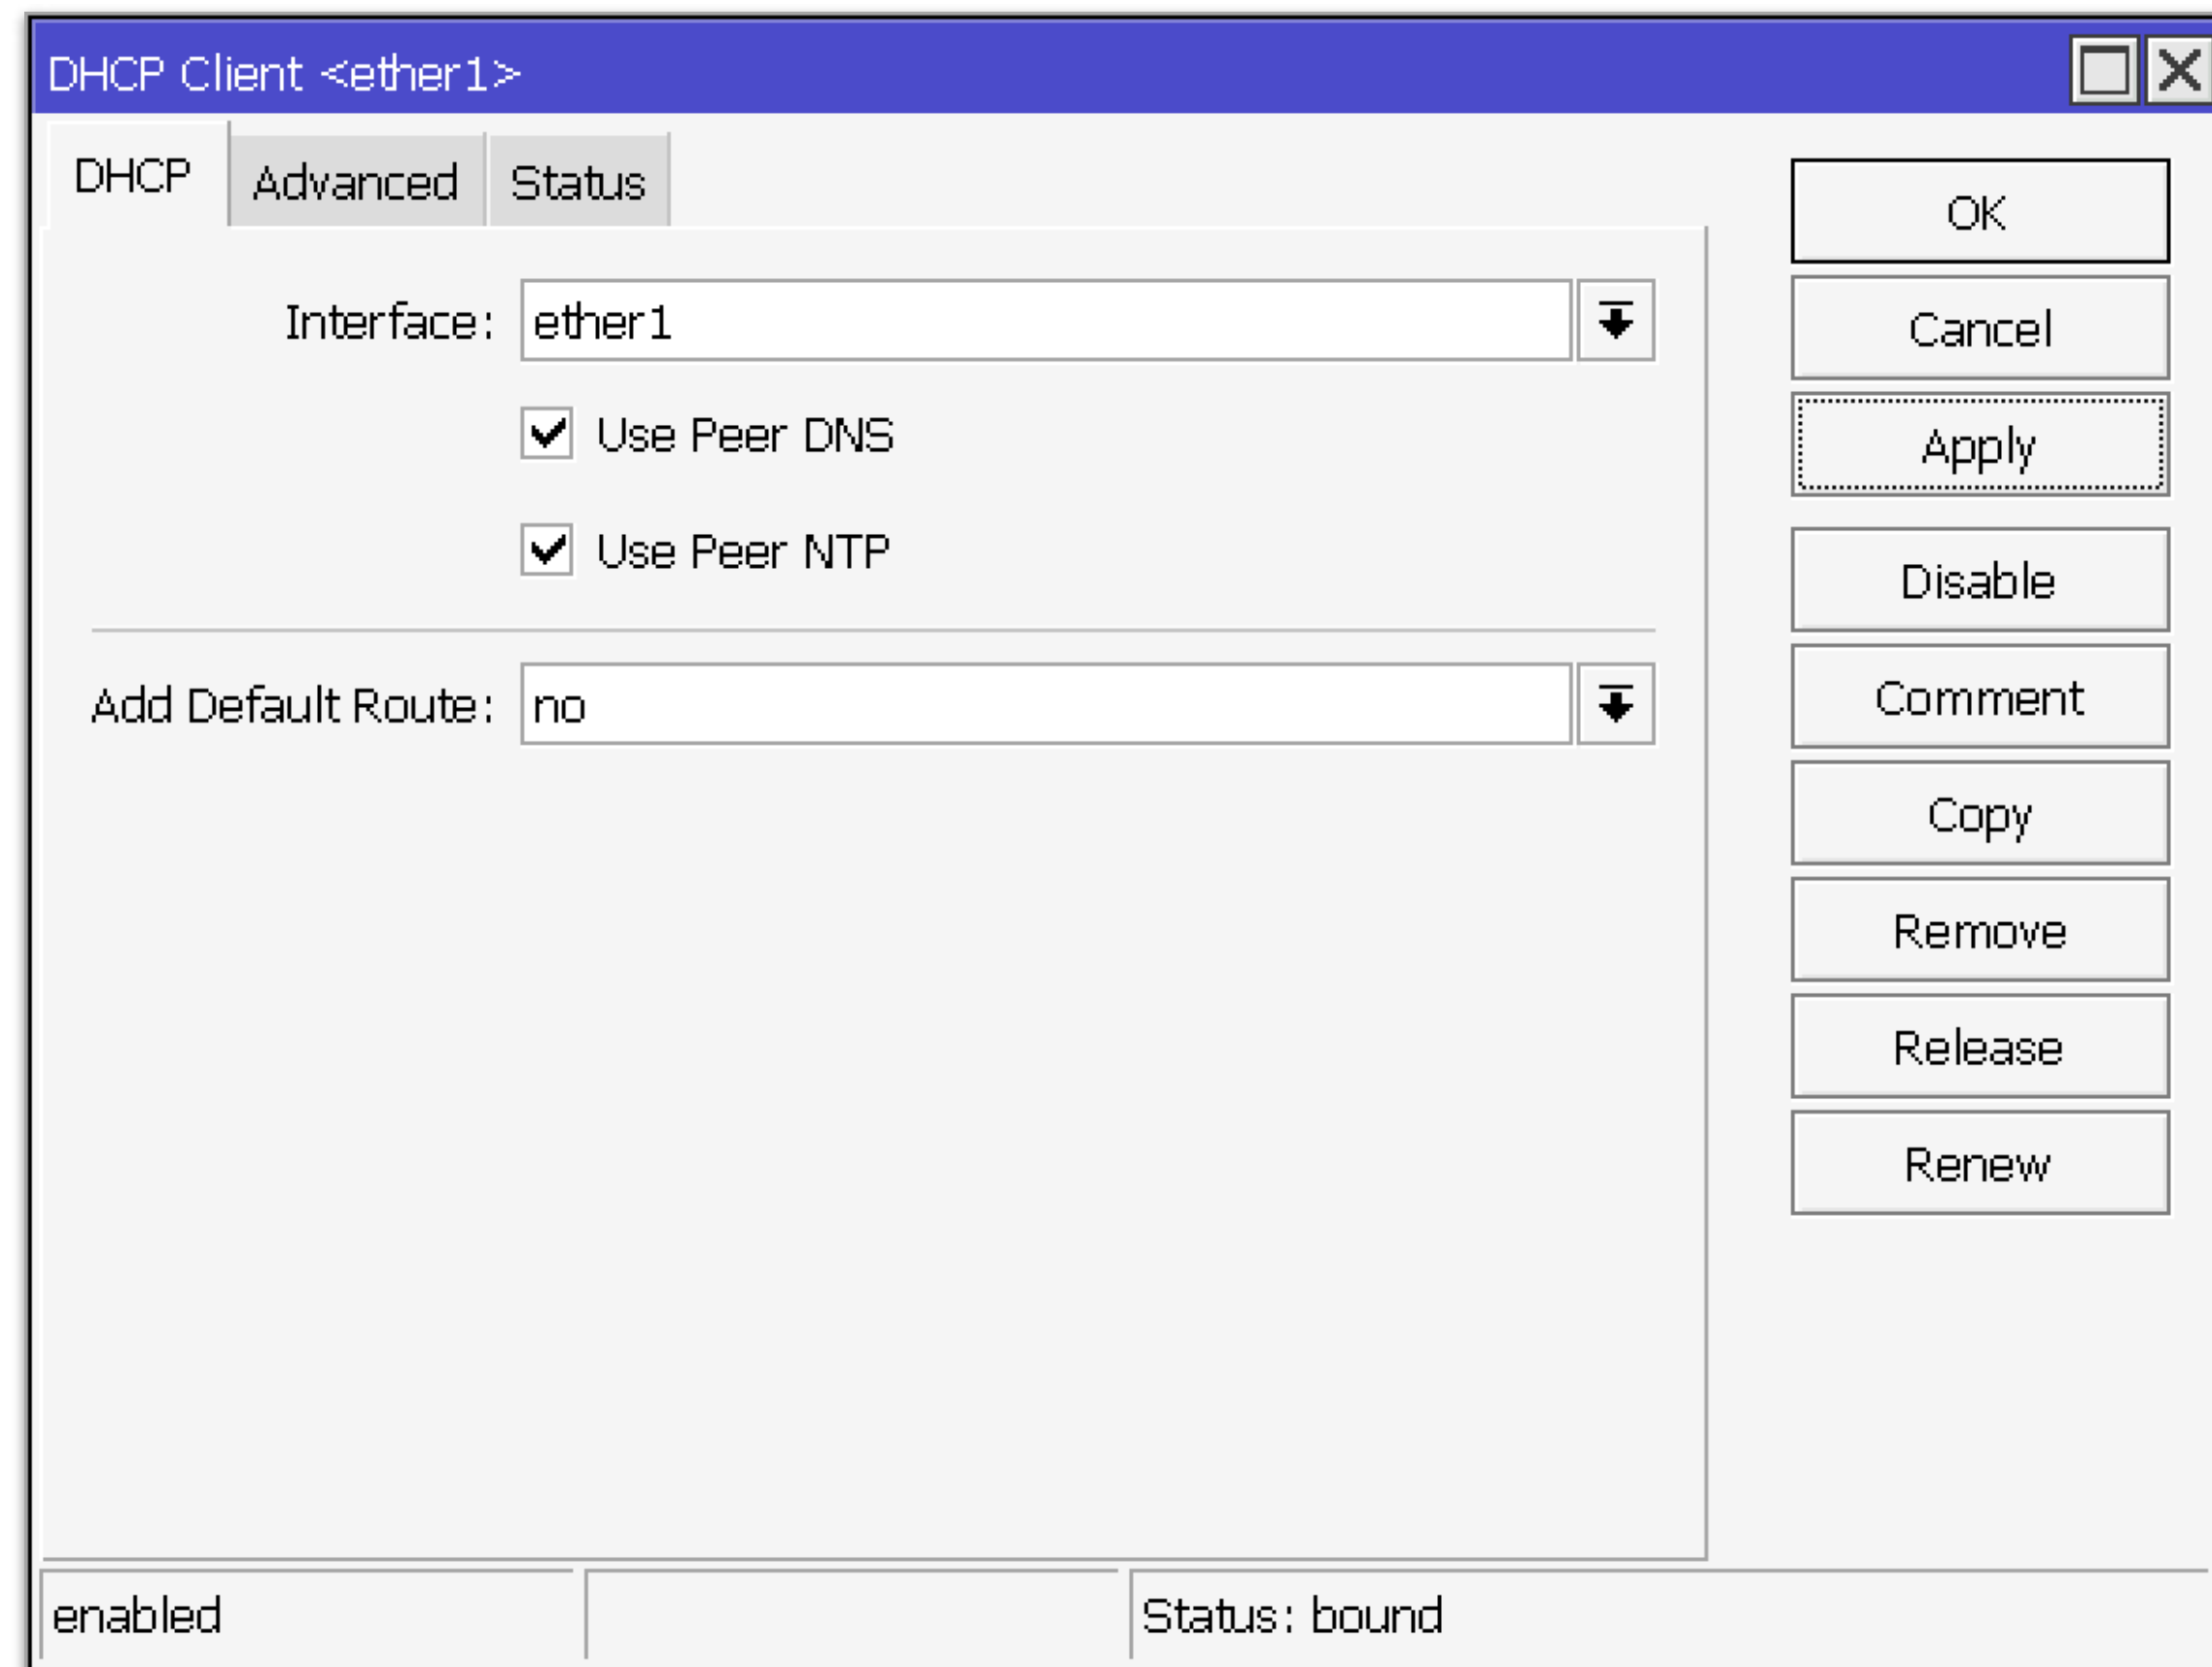 DHCP Client <ether1>
DHCP Advanced Status
Interface: ether1
Use Peer DNS
Use Peer NTP
Add Default Route: no
OK
Cancel
Apply
Disable
Comment
Copy
Remove
Release
Renew
enabled
Status: bound